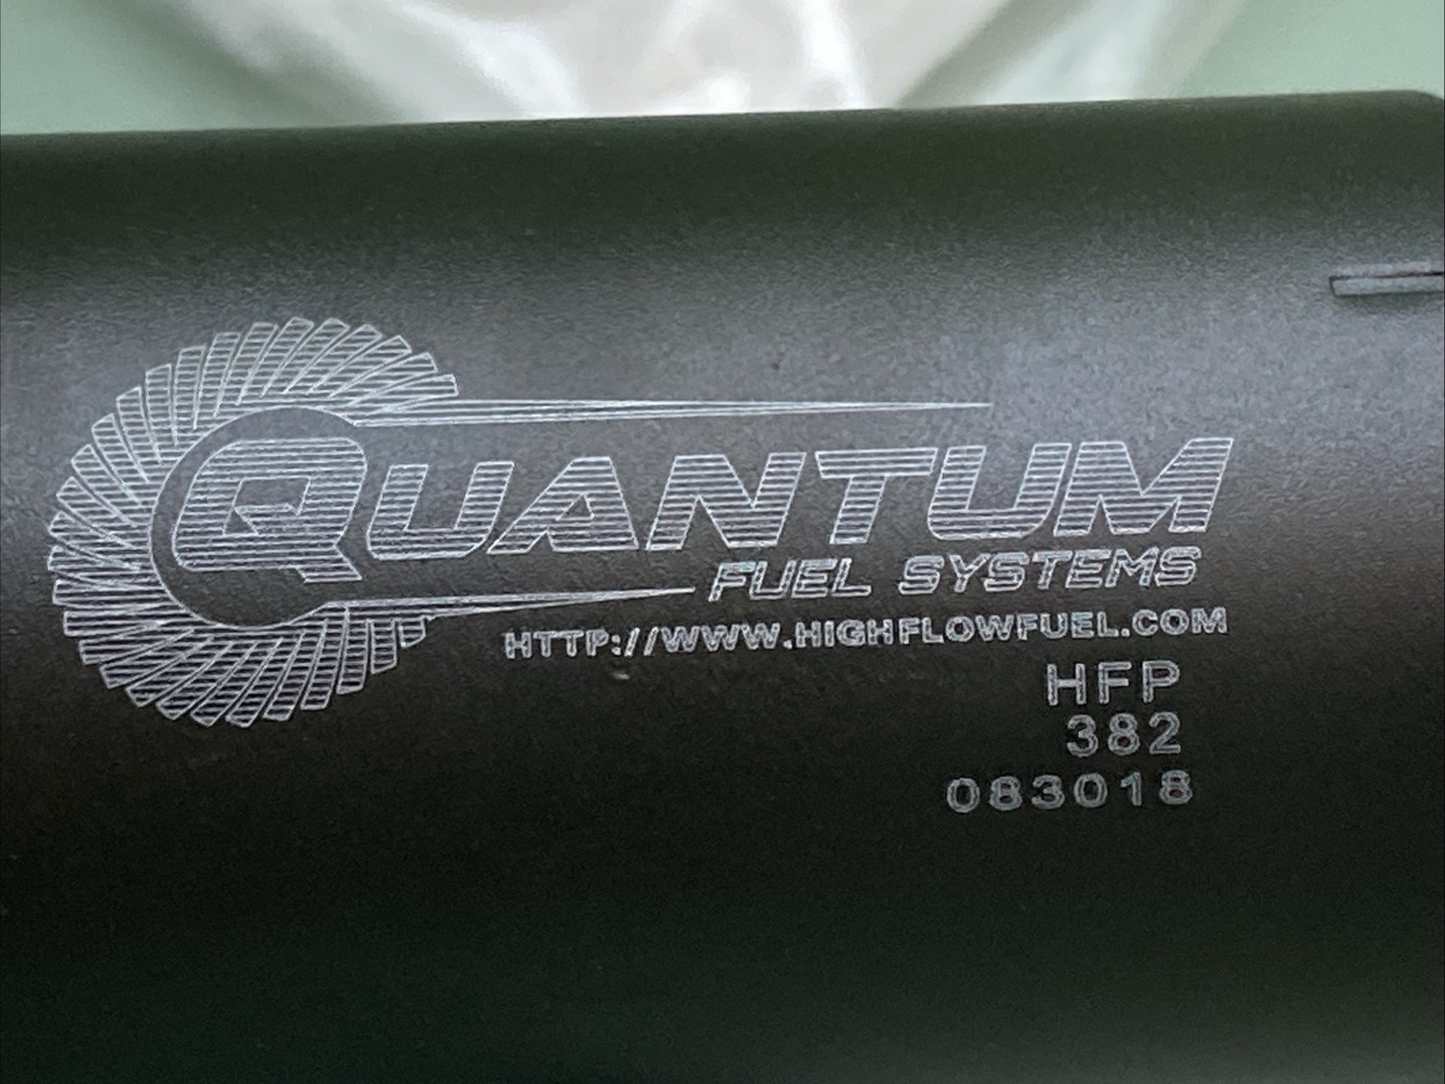 QUANTUM
FUEL SYSTEMS
HTTP://WWW.HIGHFLOWFUEL.COM
HFP
382
083018